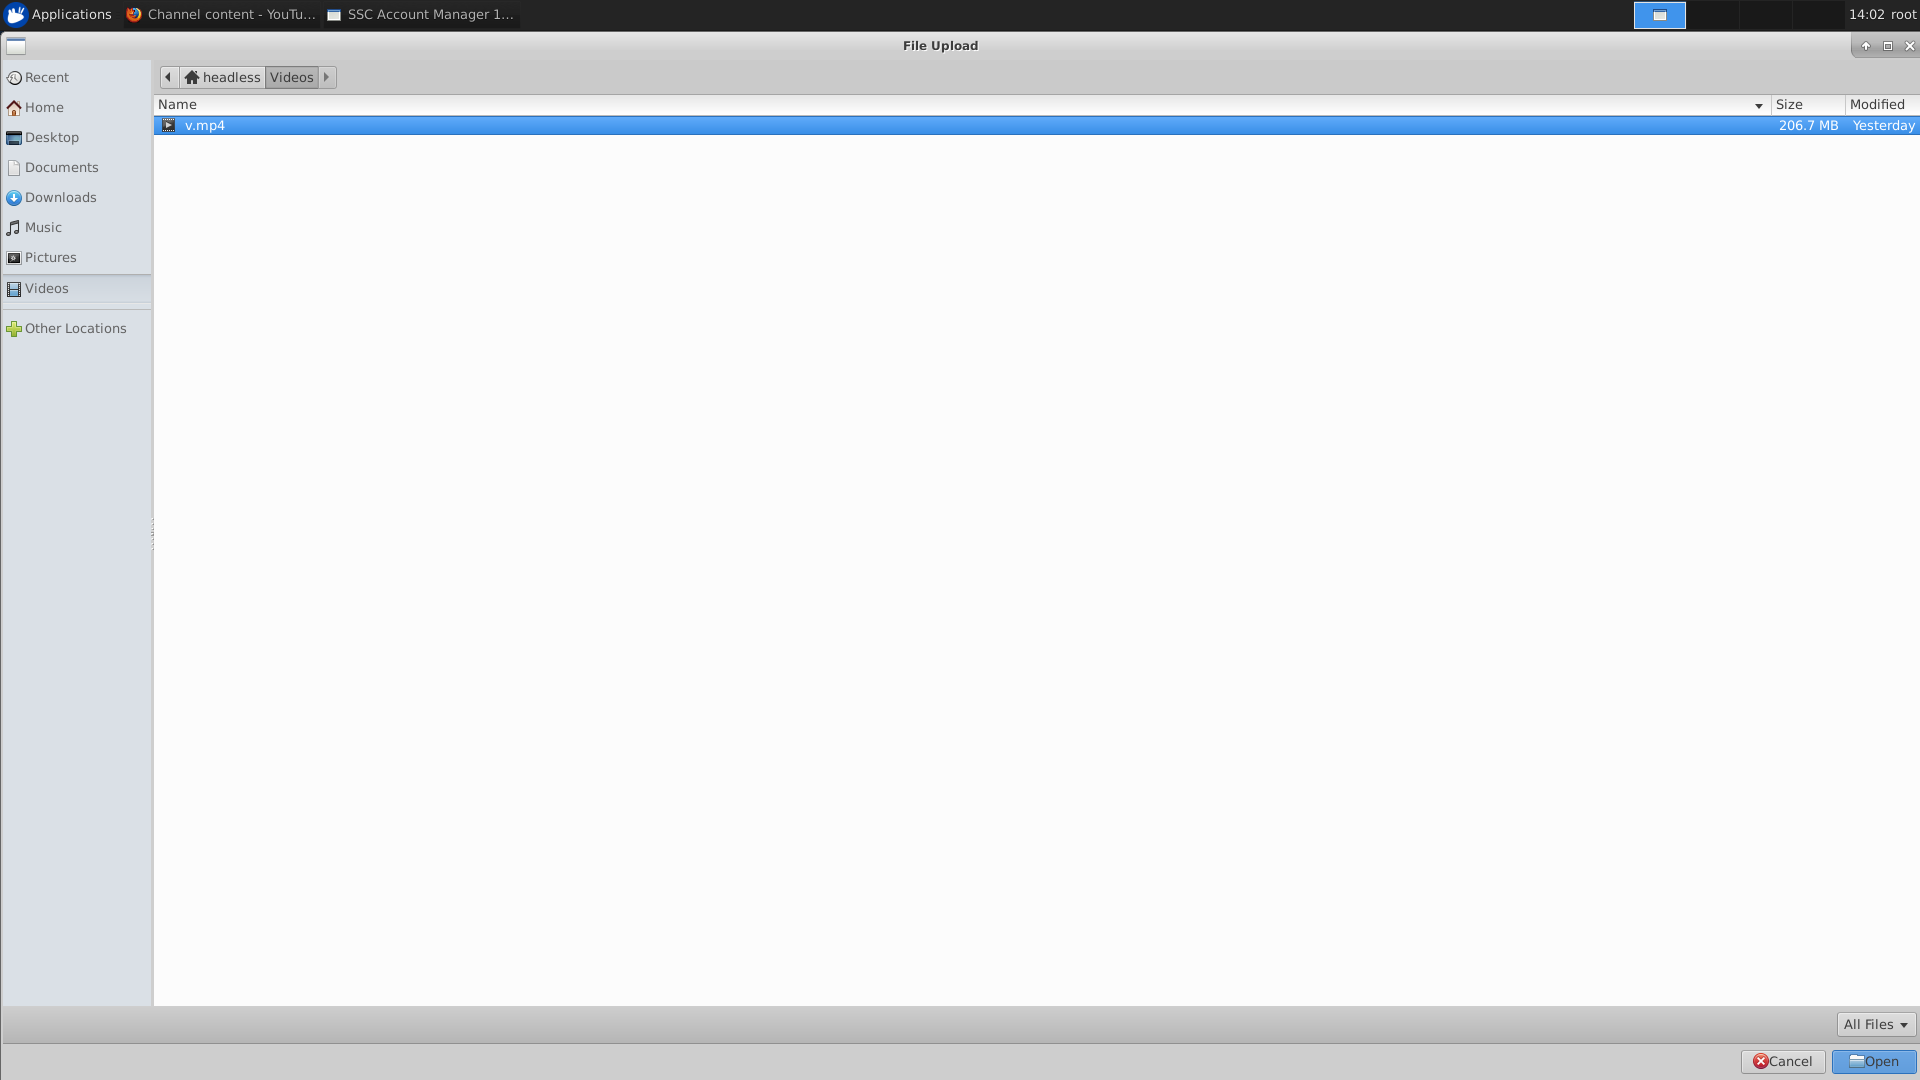 Applications
Channel content - YouTu...
SSC Account Manager 1...
14:02 root
File Upload
Recent
Home
Desktop
Documents
Downloads
Music
Pictures
Videos
Other Locations
headless
Videos
Name
Size
Modified
v.mp4
206.7 MB
Yesterday
All Files
Cancel
Open